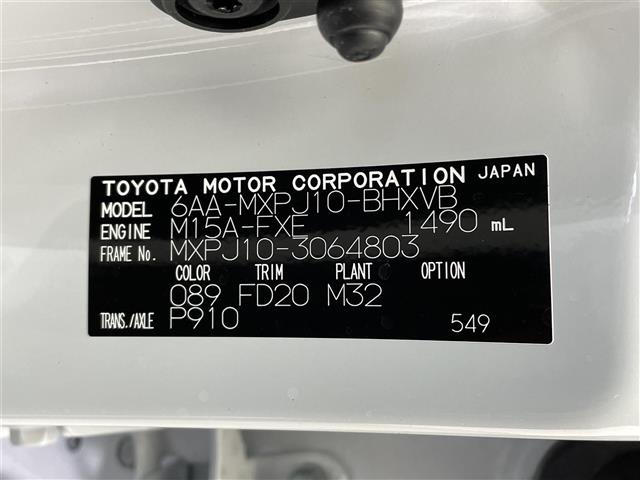 TOYOTA MOTOR CORPORATION JAPAN
MODEL 6AA-MXPJ10-BHXVB
ENGINE M15A-FXE 1490 mL
FRAME No. MXPJ10-3064803
COLOR TRIM PLANT OPTION
089 FD20 M32
TRANS./AXLE P910 549